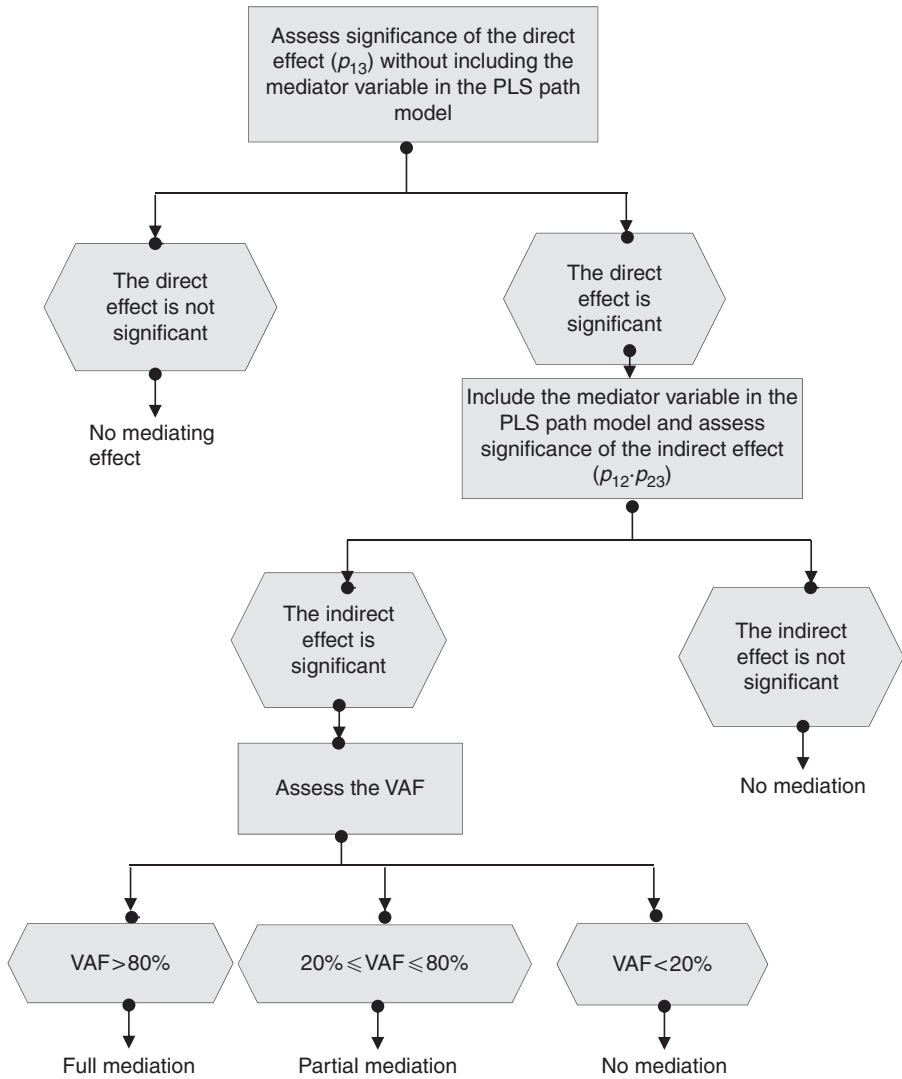 Assess significance of the direct
effect (p13) without including the
mediator variable in the PLS path
model
The direct
effect is not
significant
The direct
effect is
significant
No mediating
effect
Include the mediator variable in the
PLS path model and assess
significance of the indirect effect
(p12·p23)
The indirect
effect is
significant
The indirect
effect is not
significant
Assess the VAF
No mediation
VAF>80%
20%⩽VAF⩽80%
VAF<20%
Full mediation
Partial mediation
No mediation